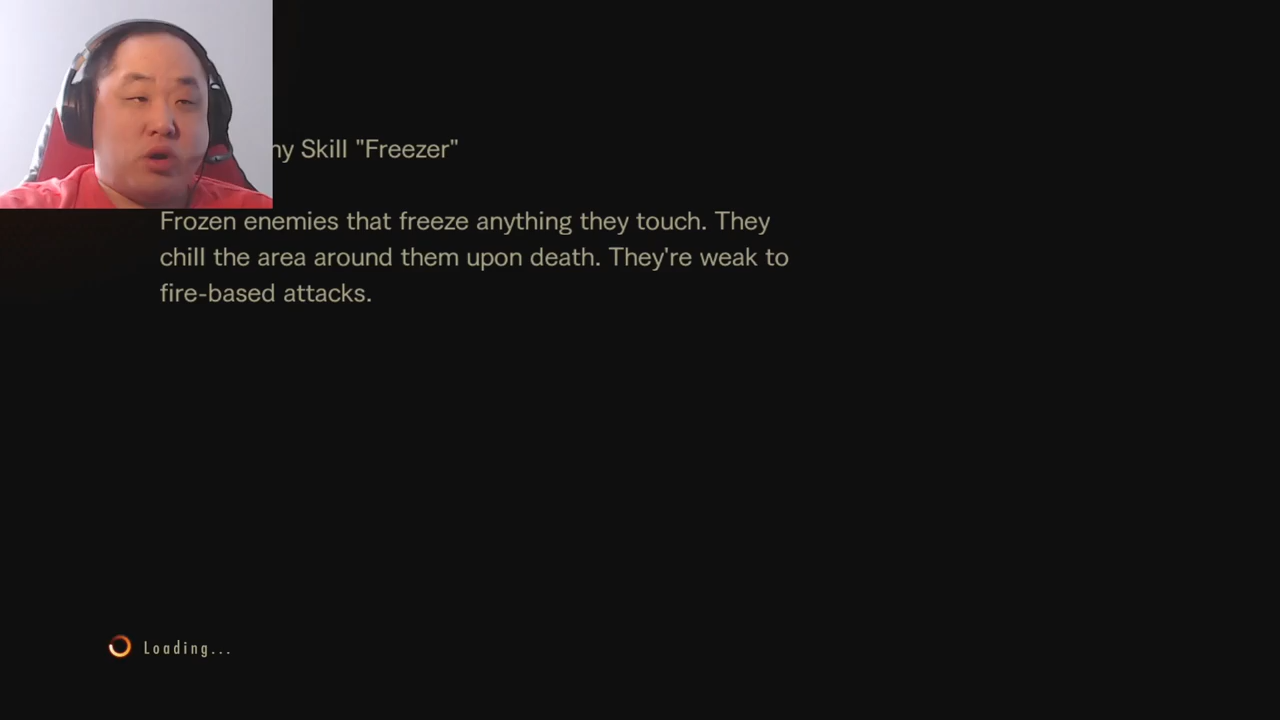 ny Skill "Freezer"
Frozen enemies that freeze anything they touch. They
chill the area around them upon death. They're weak to
fire-based attacks.
Loading...